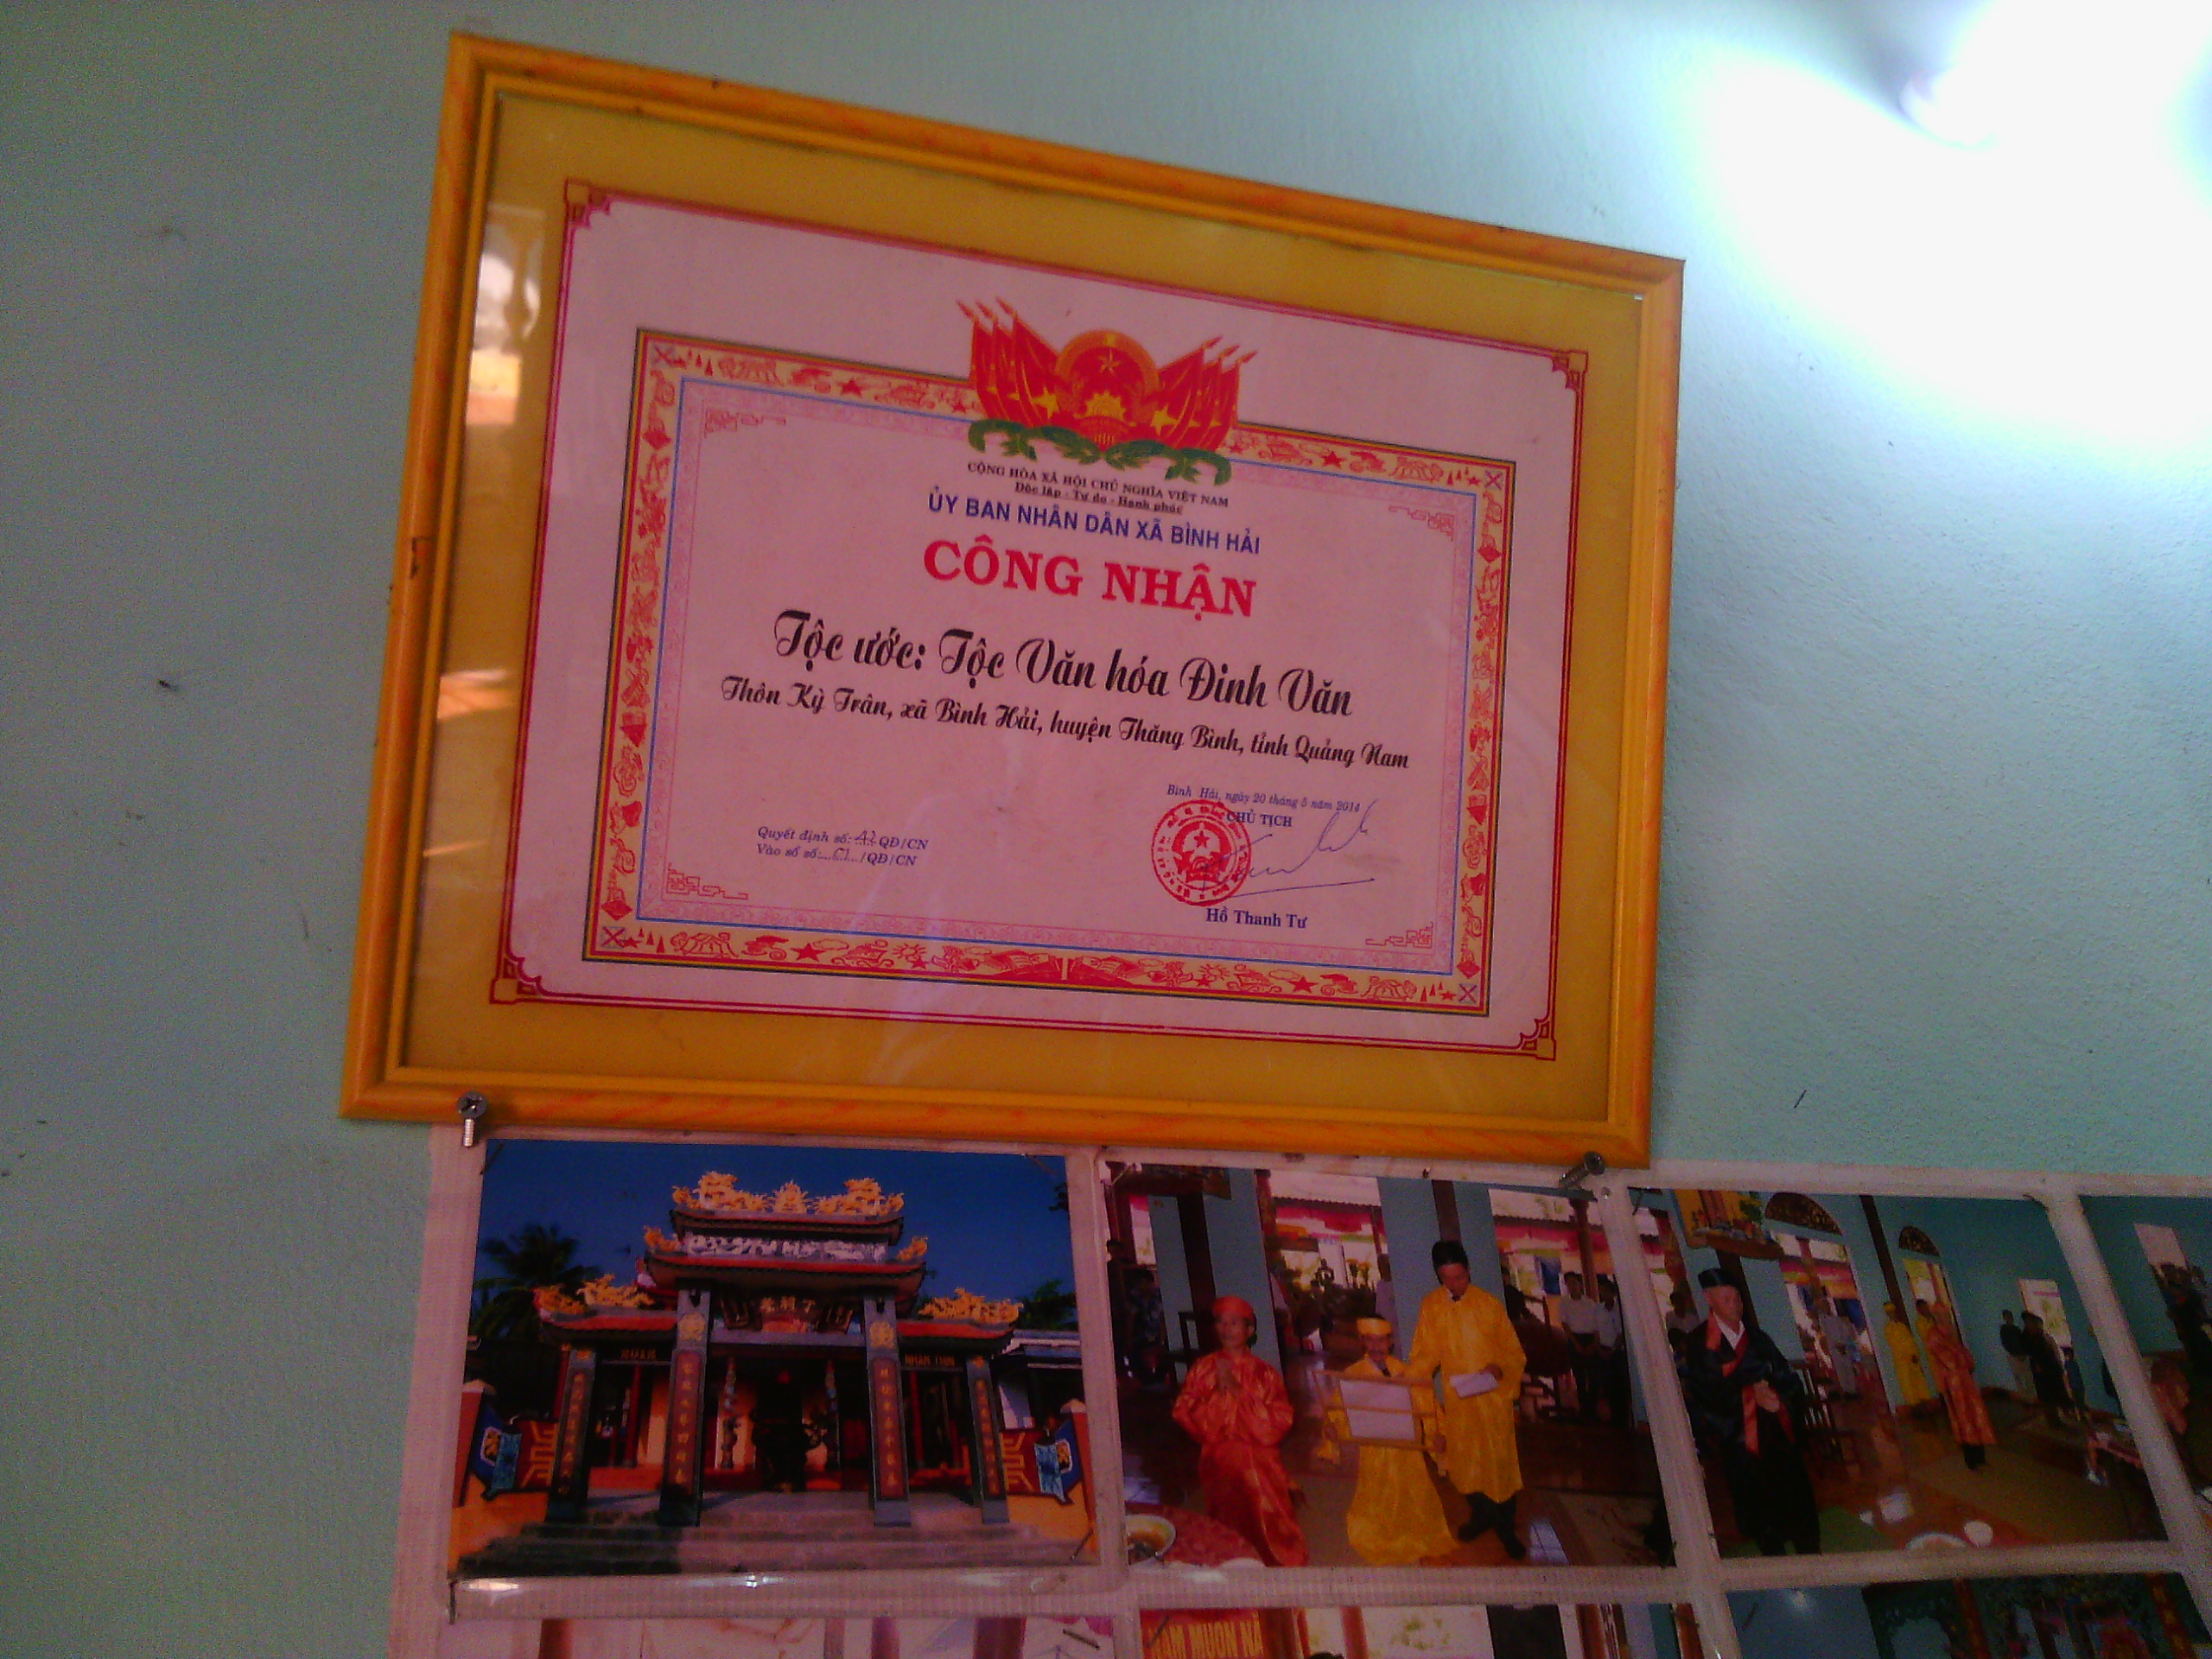 CỘNG HÒA XÃ HỘI CHỦ NGHĨA VIỆT NAM
Độc lập - Tự do - Hạnh phúc
ỦY BAN NHÂN DÂN XÃ BÌNH HẢI
CÔNG NHẬN
Tộc ước: Tộc Văn hóa Đinh Văn
Thôn Kỳ Trân, xã Bình Hải, huyện Thăng Bình, tỉnh Quảng Nam
Bình Hải, ngày 20 tháng 5 năm 2014
CHỦ TỊCH
Quyết định số: 12 QĐ/CN
Vào sổ số: 01 /QĐ/CN
Hồ Thanh Tư